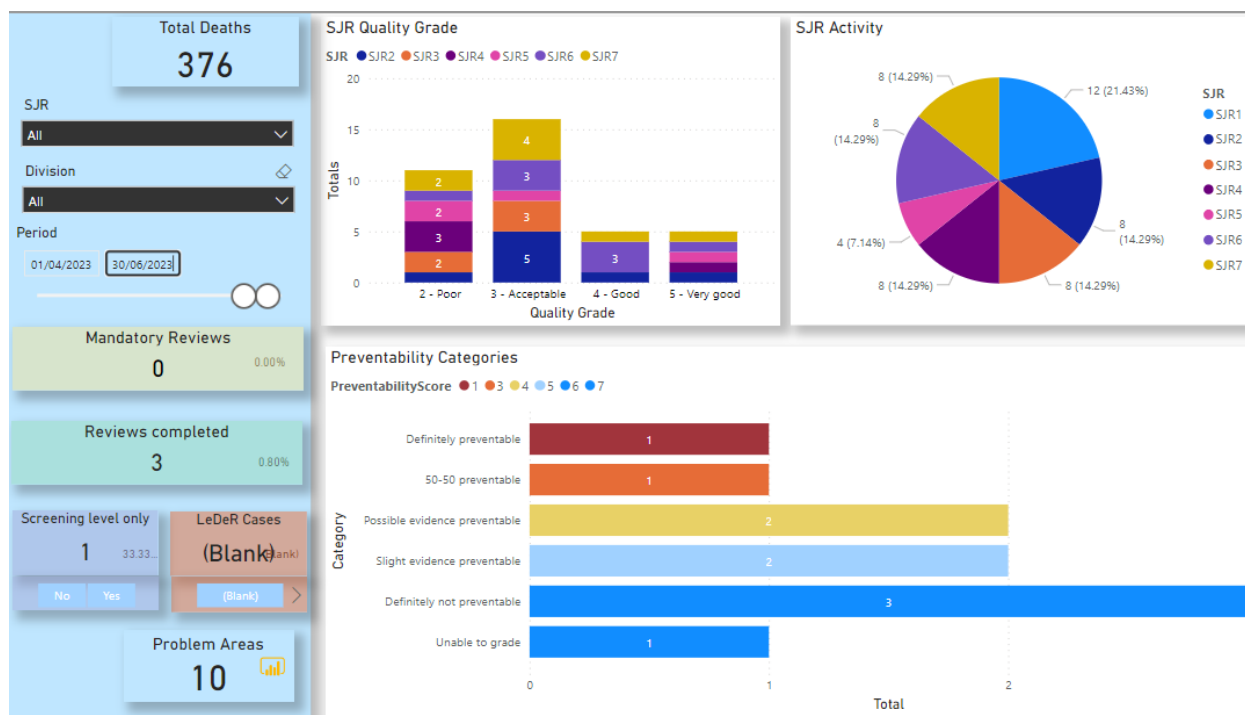 Total Deaths
376
SJR
All
Division
All
Period
01/04/2023 30/06/2023
Mandatory Reviews
0 0.00%
Reviews completed
3 0.80%
Screening level only
1 33.33...
No Yes
LeDeR Cases
(Blank)
(Blank)
Problem Areas
10
SJR Quality Grade
SJR SJR2 SJR3 SJR4 SJR5 SJR6 SJR7
20
15
10
5
0
Totals
2
2
3
2
4
3
3
5
3
2 - Poor 3 - Acceptable 4 - Good 5 - Very good
Quality Grade
SJR Activity
8 (14.29%)
12 (21.43%)
8
(14.29%)
8
(14.29%)
4 (7.14%)
8 (14.29%)
8 (14.29%)
SJR
SJR1
SJR2
SJR3
SJR4
SJR5
SJR6
SJR7
Preventability Categories
PreventabilityScore 1 3 4 5 6 7
Category
Definitely preventable 1
50-50 preventable 1
Possible evidence preventable 2
Slight evidence preventable 2
Definitely not preventable 3
Unable to grade 1
0 1 2
Total